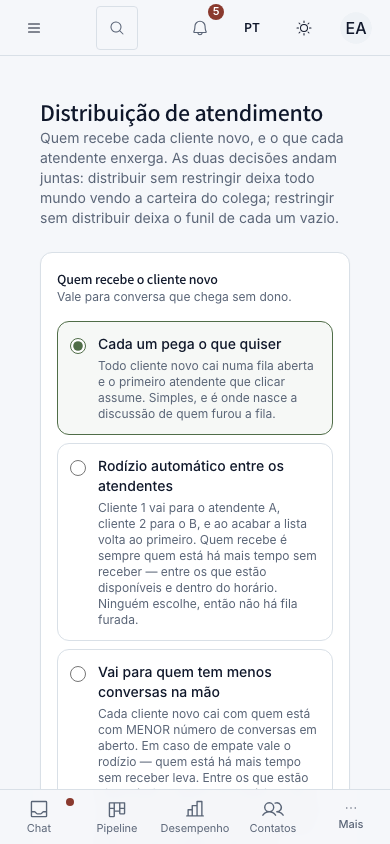 5
PT
EA
Distribuição de atendimento
Quem recebe cada cliente novo, e o que cada
atendente enxerga. As duas decisões andam
juntas: distribuir sem restringir deixa todo
mundo vendo a carteira do colega; restringir
sem distribuir deixa o funil de cada um vazio.
Quem recebe o cliente novo
Vale para conversa que chega sem dono.
Cada um pega o que quiser
Todo cliente novo cai numa fila aberta
e o primeiro atendente que clicar
assume. Simples, e é onde nasce a
discussão de quem furou a fila.
Rodízio automático entre os
atendentes
Cliente 1 vai para o atendente A,
cliente 2 para o B, e ao acabar a lista
volta ao primeiro. Quem recebe é
sempre quem está há mais tempo sem
receber — entre os que estão
disponíveis e dentro do horário.
Ninguém escolhe, então não há fila
furada.
Vai para quem tem menos
conversas na mão
Cada cliente novo cai com quem está
com MENOR número de conversas em
aberto. Em caso de empate vale o
rodízio — quem está há mais tempo
sem receber leva. Entre os que estão
Chat
Pipeline
Desempenho
Contatos
Mais